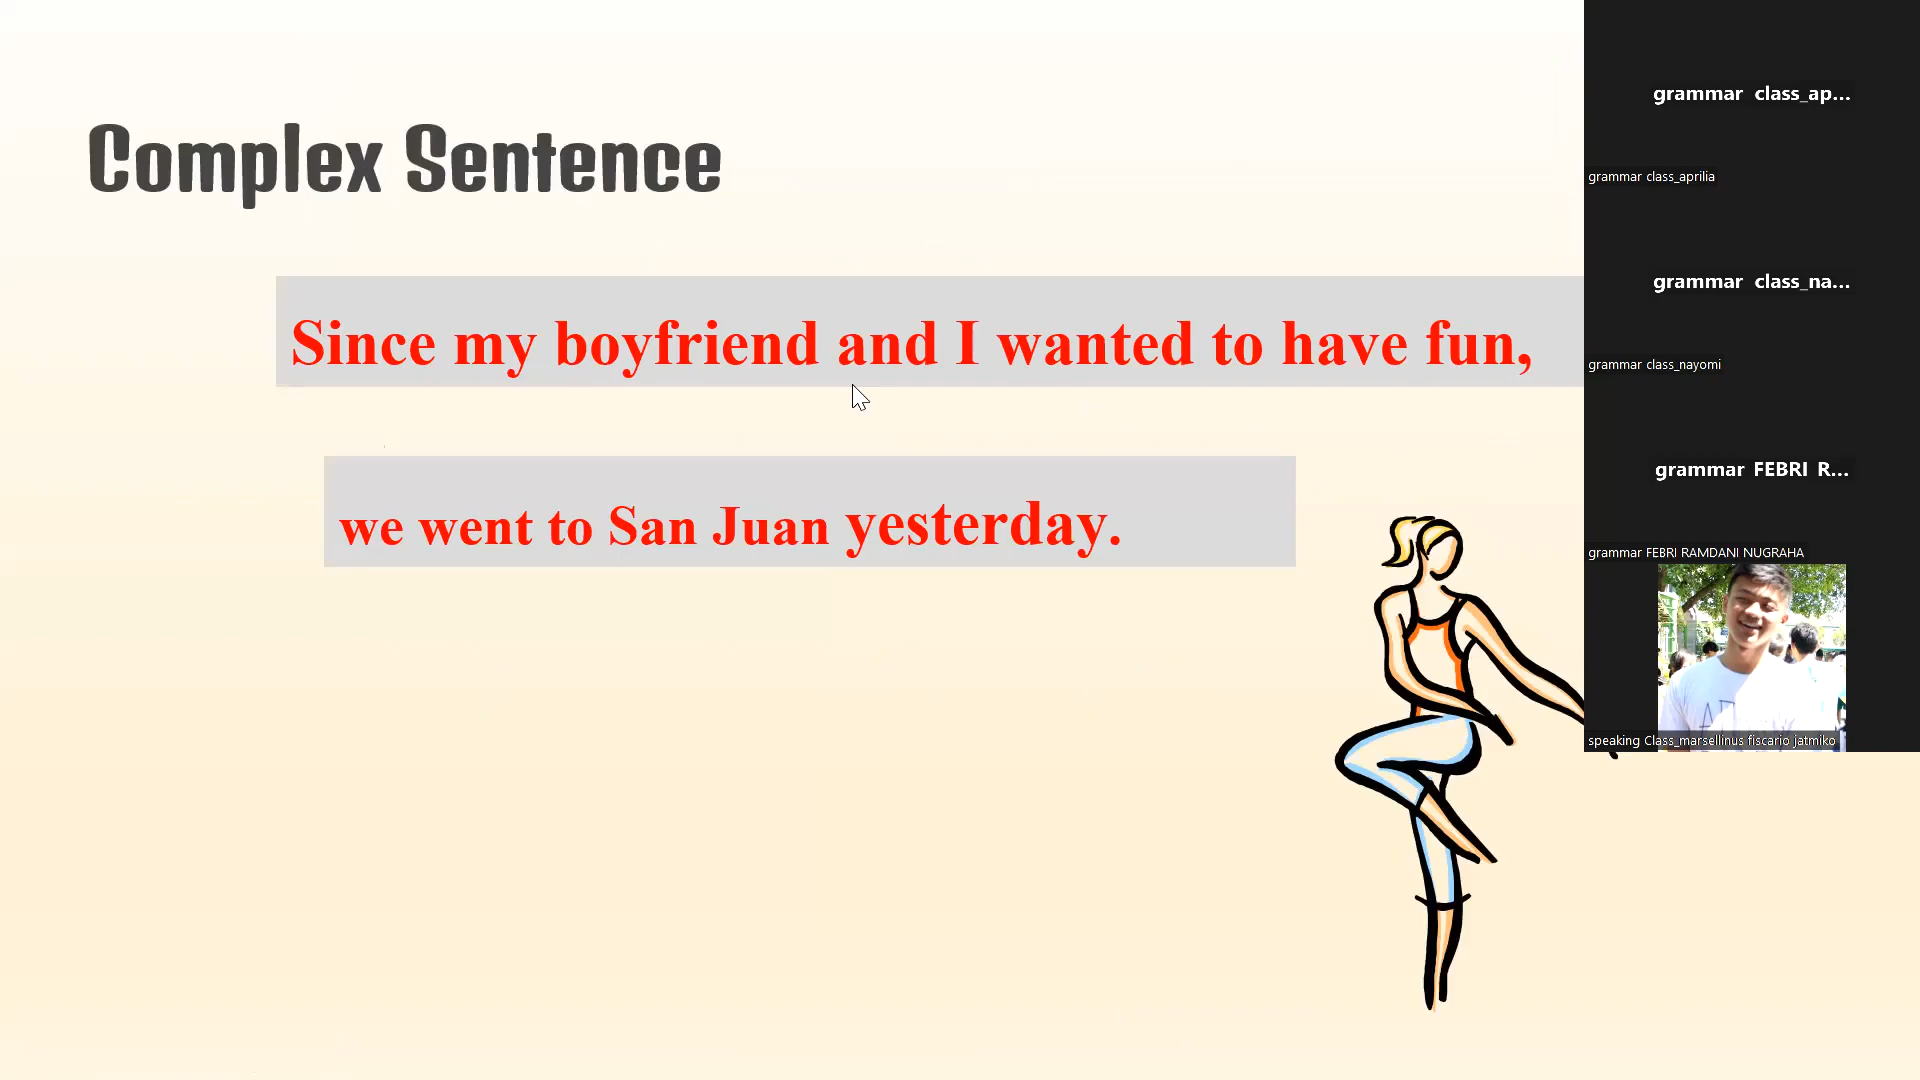 Complex Sentence
Since my boyfriend and I wanted to have fun,
we went to San Juan yesterday.
grammar class_ap...
grammar class_aprilia
grammar class_na...
grammar class_nayomi
grammar FEBRI R...
grammar FEBRI RAMDANI NUGRAHA
speaking Class_marsellinus fiscario jatmiko